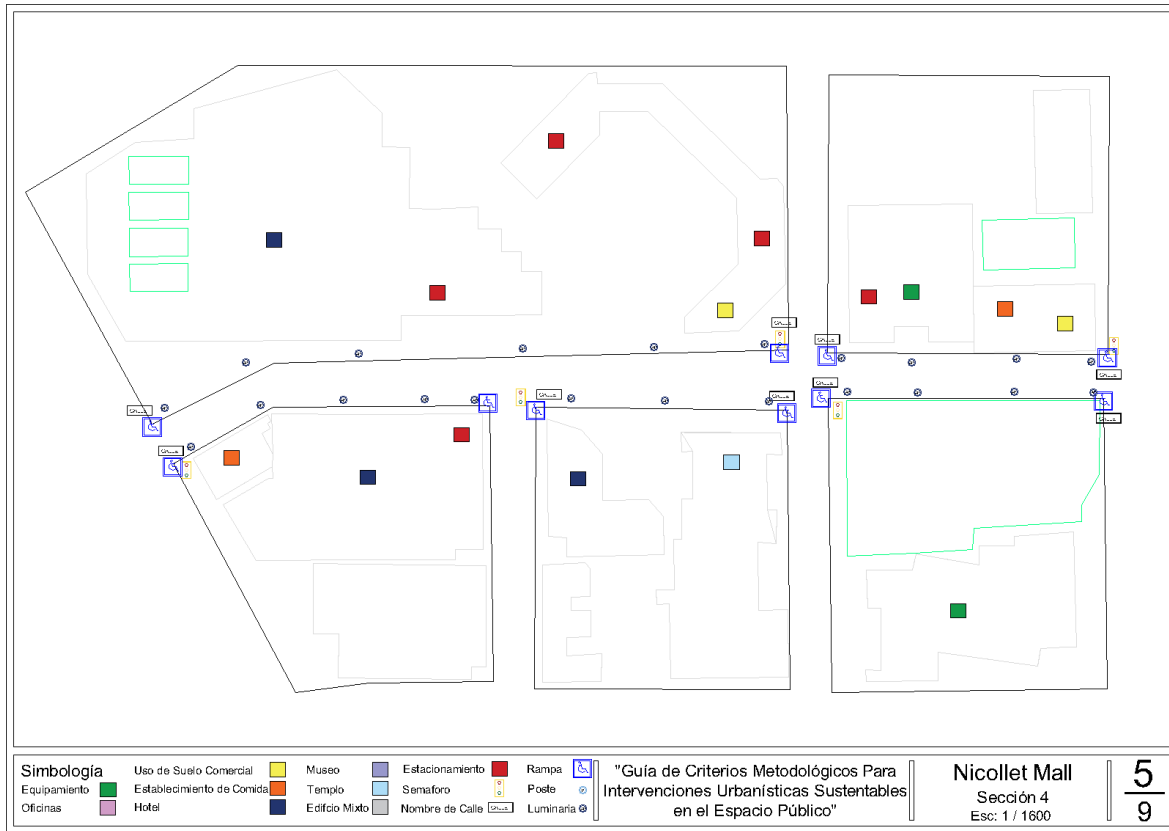 Simbología
Uso de Suelo Comercial
Museo
Estacionamiento
Rampa
Equipamiento
Establecimiento de Comida
Templo
Semaforo
Poste
Oficinas
Hotel
Edificio Mixto
Nombre de Calle
Luminaria
"Guía de Criterios Metodológicos Para
Intervenciones Urbanísticas Sustentables
en el Espacio Público"
Nicollet Mall
Sección 4
Esc: 1 / 1600
5
9